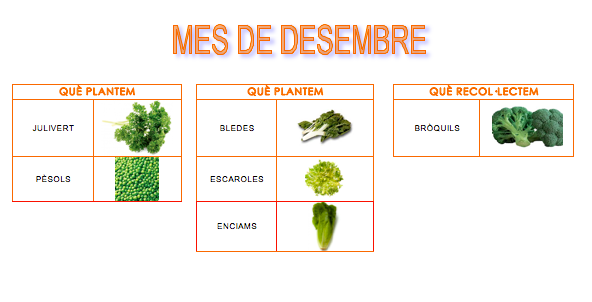 MES DE DESEMBRE
QUÈ PLANTEM
JULIVERT
PÈSOLS
QUÈ PLANTEM
BLEDES
ESCAROLES
ENCIAMS
QUÈ RECOL·LECTEM
BRÒQUILS